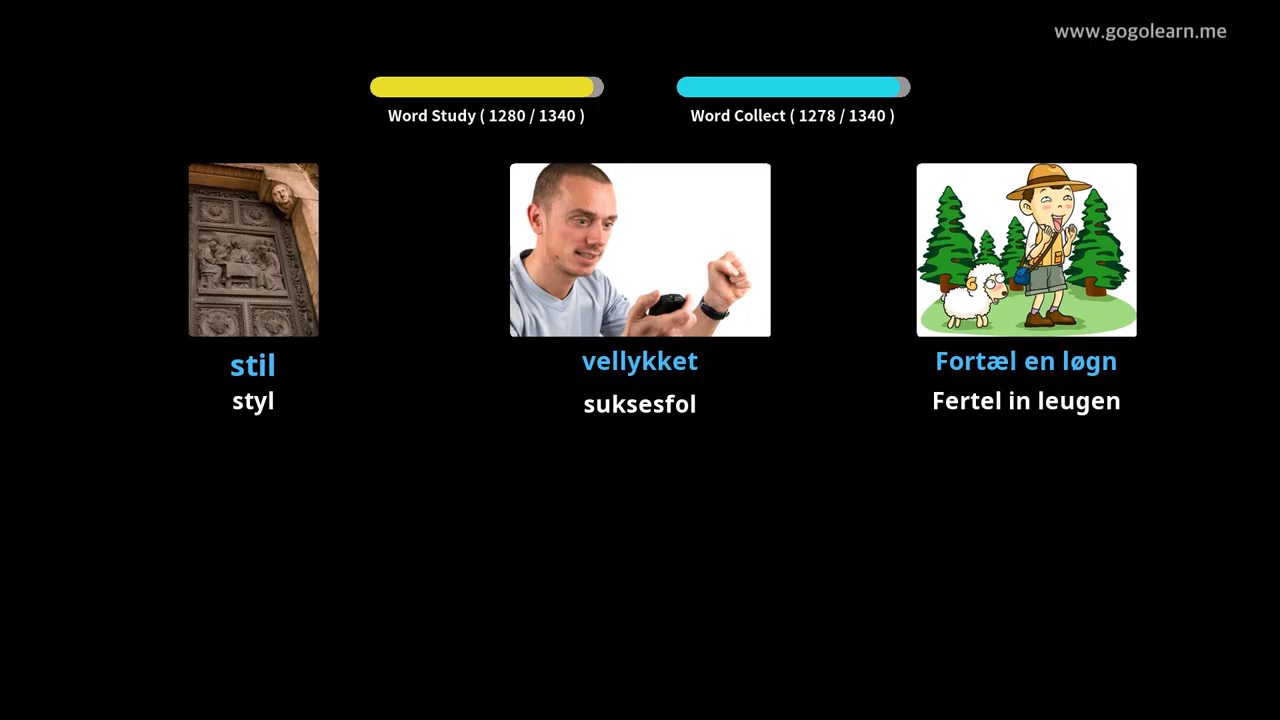 www.gogolearn.me
Word Study ( 1280 / 1340 )
Word Collect ( 1278 / 1340 )
stil
styl
vellykket
suksesfol
Fortæl en løgn
Fertel in leugen